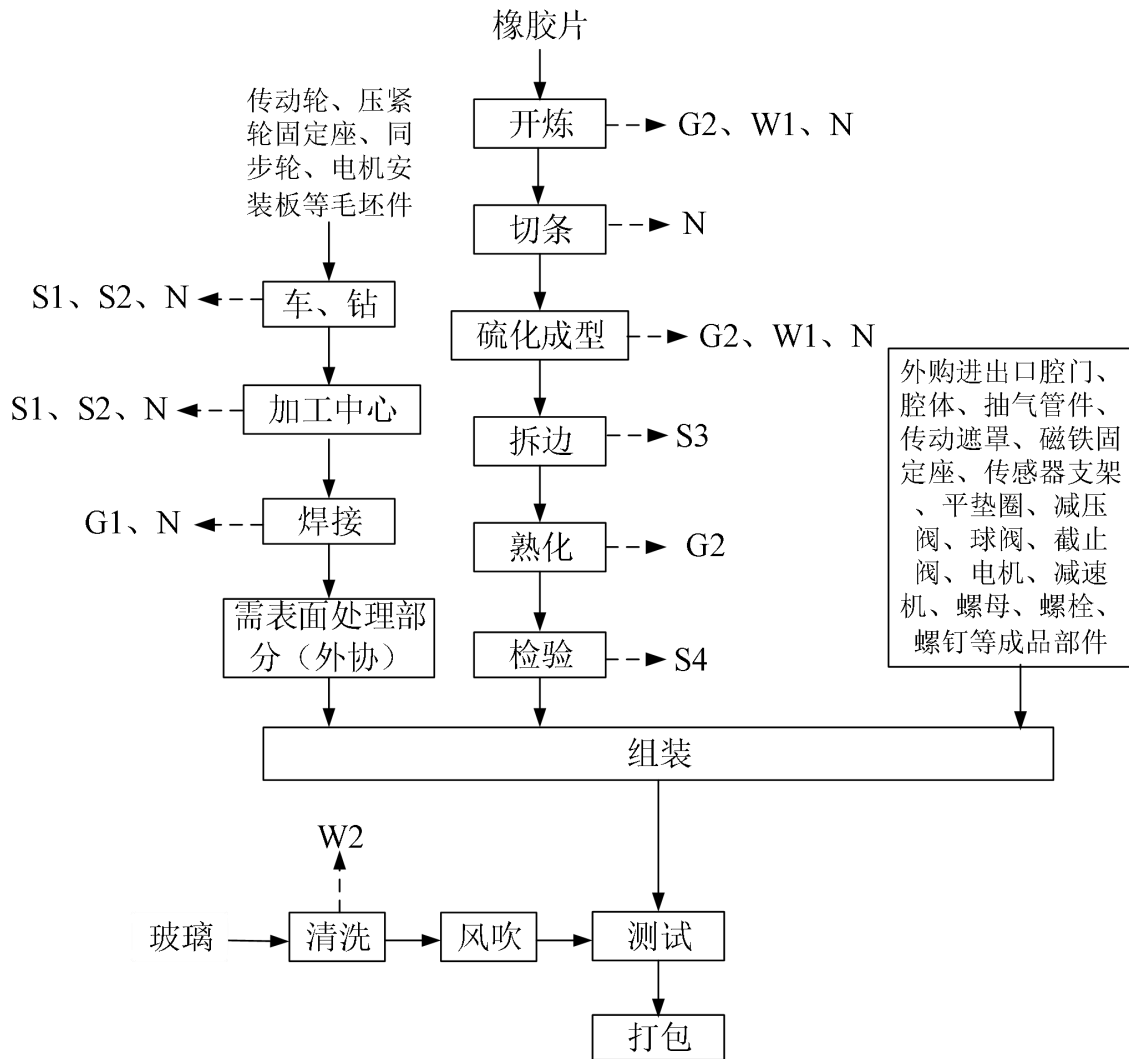 橡胶片
传动轮、压紧
轮固定座、同
步轮、电机安
装板等毛坯件
开炼
G2、W1、N
切条
N
S1、S2、N
车、钻
硫化成型
G2、W1、N
S1、S2、N
加工中心
拆边
S3
外购进出口腔门、
腔体、抽气管件、
传动遮罩、磁铁固
定座、传感器支架
、平垫圈、减压
阀、球阀、截止
阀、电机、减速
机、螺母、螺栓、
螺钉等成品部件
G1、N
焊接
熟化
G2
需表面处理部
分（外协）
检验
S4
组装
W2
玻璃
清洗
风吹
测试
打包